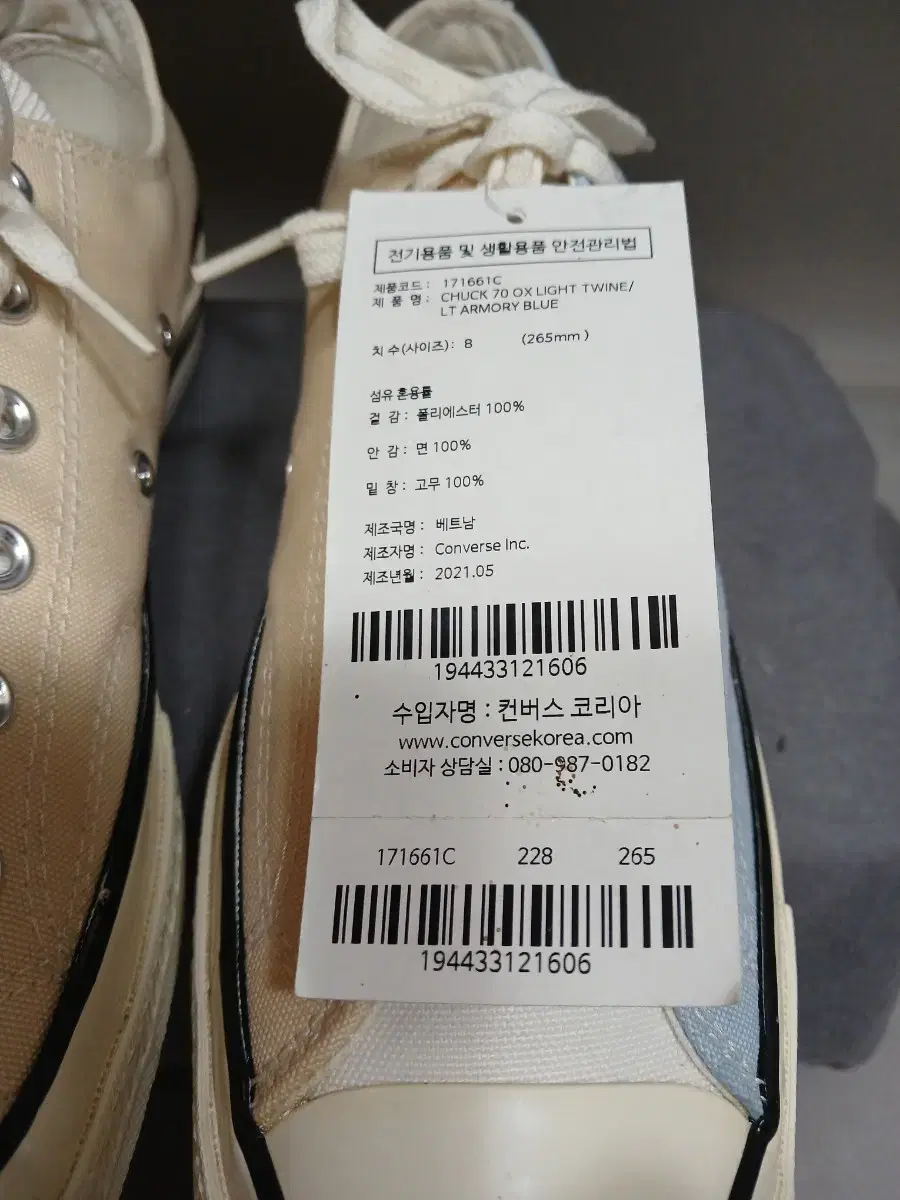 전기용품 및 생활용품 안전관리법
제품코드 : 171661C
제 품 명 : CHUCK 70 OX LIGHT TWINE/
LT ARMORY BLUE
치 수(사이즈) : 8 (265mm)
섬유 혼용률
겉 감 : 폴리에스터 100%
안 감 : 면 100%
밑 창 : 고무 100%
제조국명 : 베트남
제조자명 : Converse Inc.
제조년월 : 2021.05
194433121606
수입자명 : 컨버스 코리아
www.conversekorea.com
소비자 상담실 : 080-987-0182
171661C 228 265
194433121606